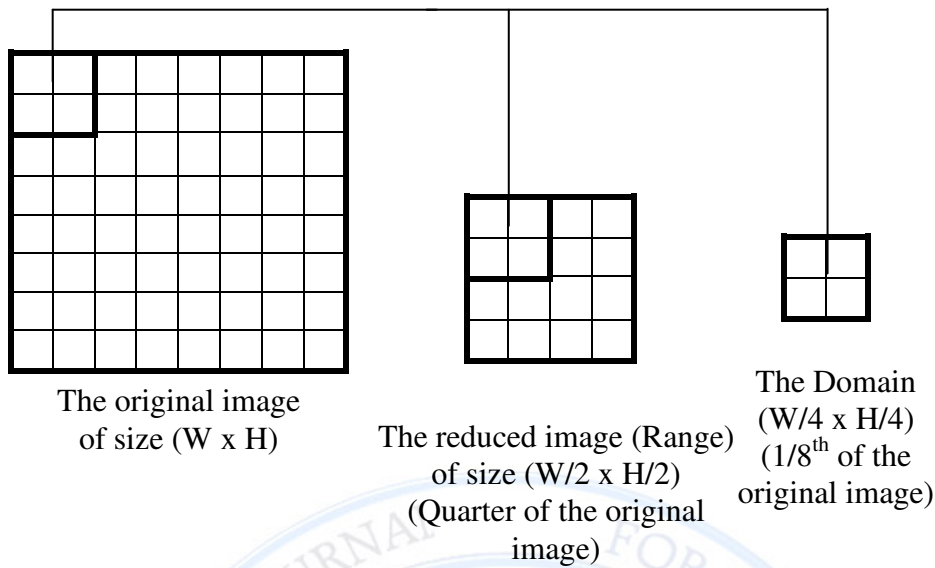 The original image
of size (W x H)
The reduced image (Range)
of size (W/2 x H/2)
(Quarter of the original
image)
The Domain
(W/4 x H/4)
(1/8th of the
original image)